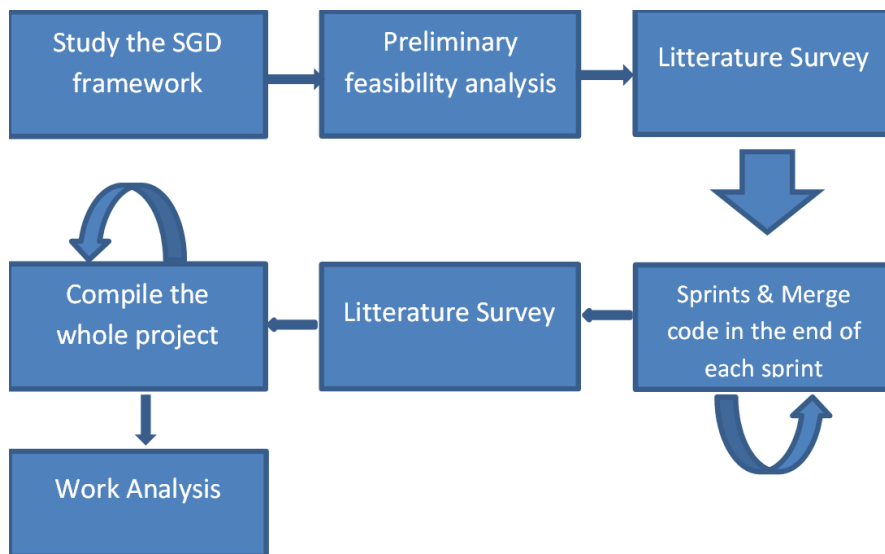 Study the SGD
framework
Preliminary
feasibility analysis
Litterature Survey
Sprints & Merge
code in the end of
each sprint
Litterature Survey
Compile the
whole project
Work Analysis